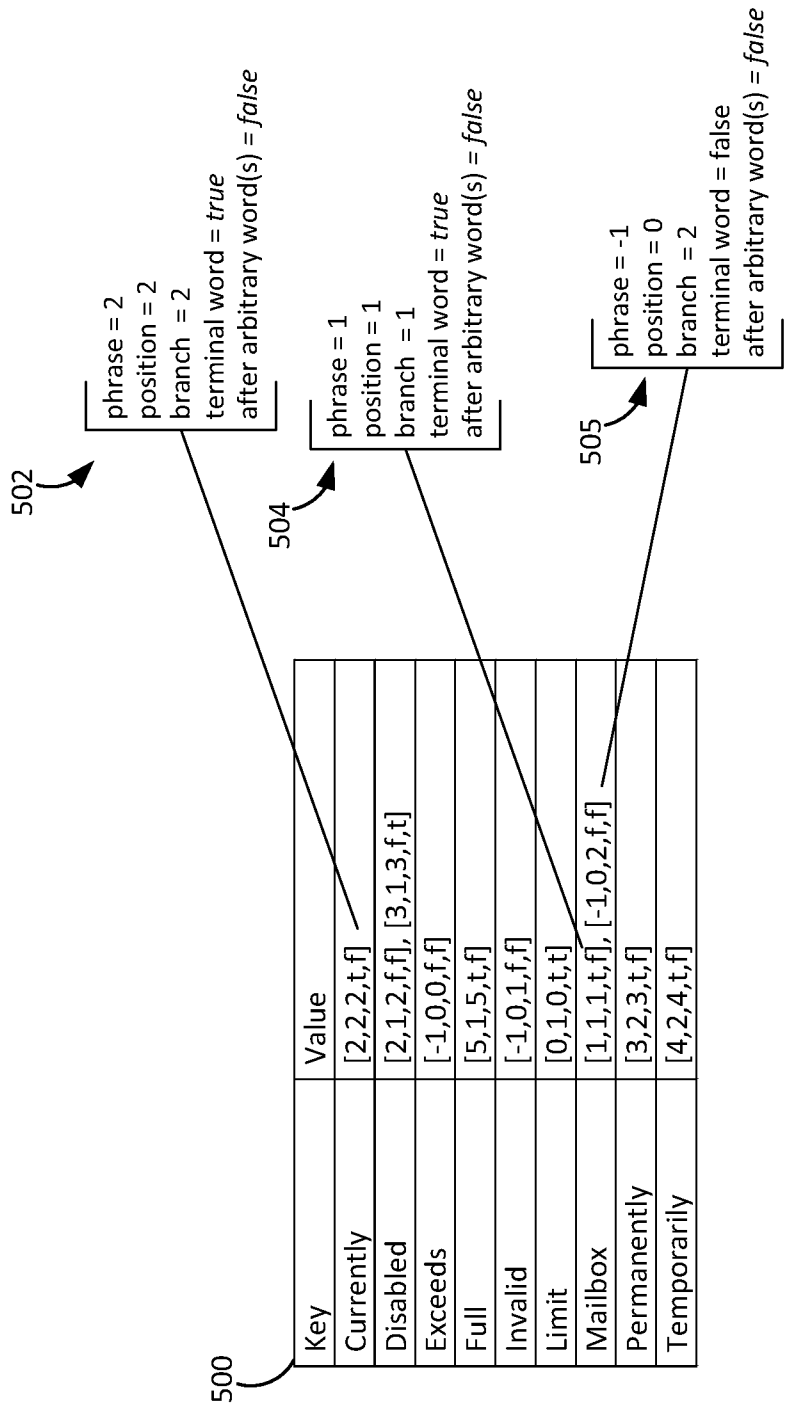 500
Key Value
Currently [2,2,2,t,f]
Disabled [2,1,2,f,f], [3,1,3,f,t]
Exceeds [-1,0,0,f,f]
Full [5,1,5,t,f]
Invalid [-1,0,1,f,f]
Limit [0,1,0,t,t]
Mailbox [1,1,1,t,f], [-1,0,2,f,f]
Permanently [3,2,3,t,f]
Temporarily [4,2,4,t,f]
502
phrase = 2
position = 2
branch = 2
terminal word = true
after arbitrary word(s) = false
504
phrase = 1
position = 1
branch = 1
terminal word = true
after arbitrary word(s) = false
505
phrase = -1
position = 0
branch = 2
terminal word = false
after arbitrary word(s) = false